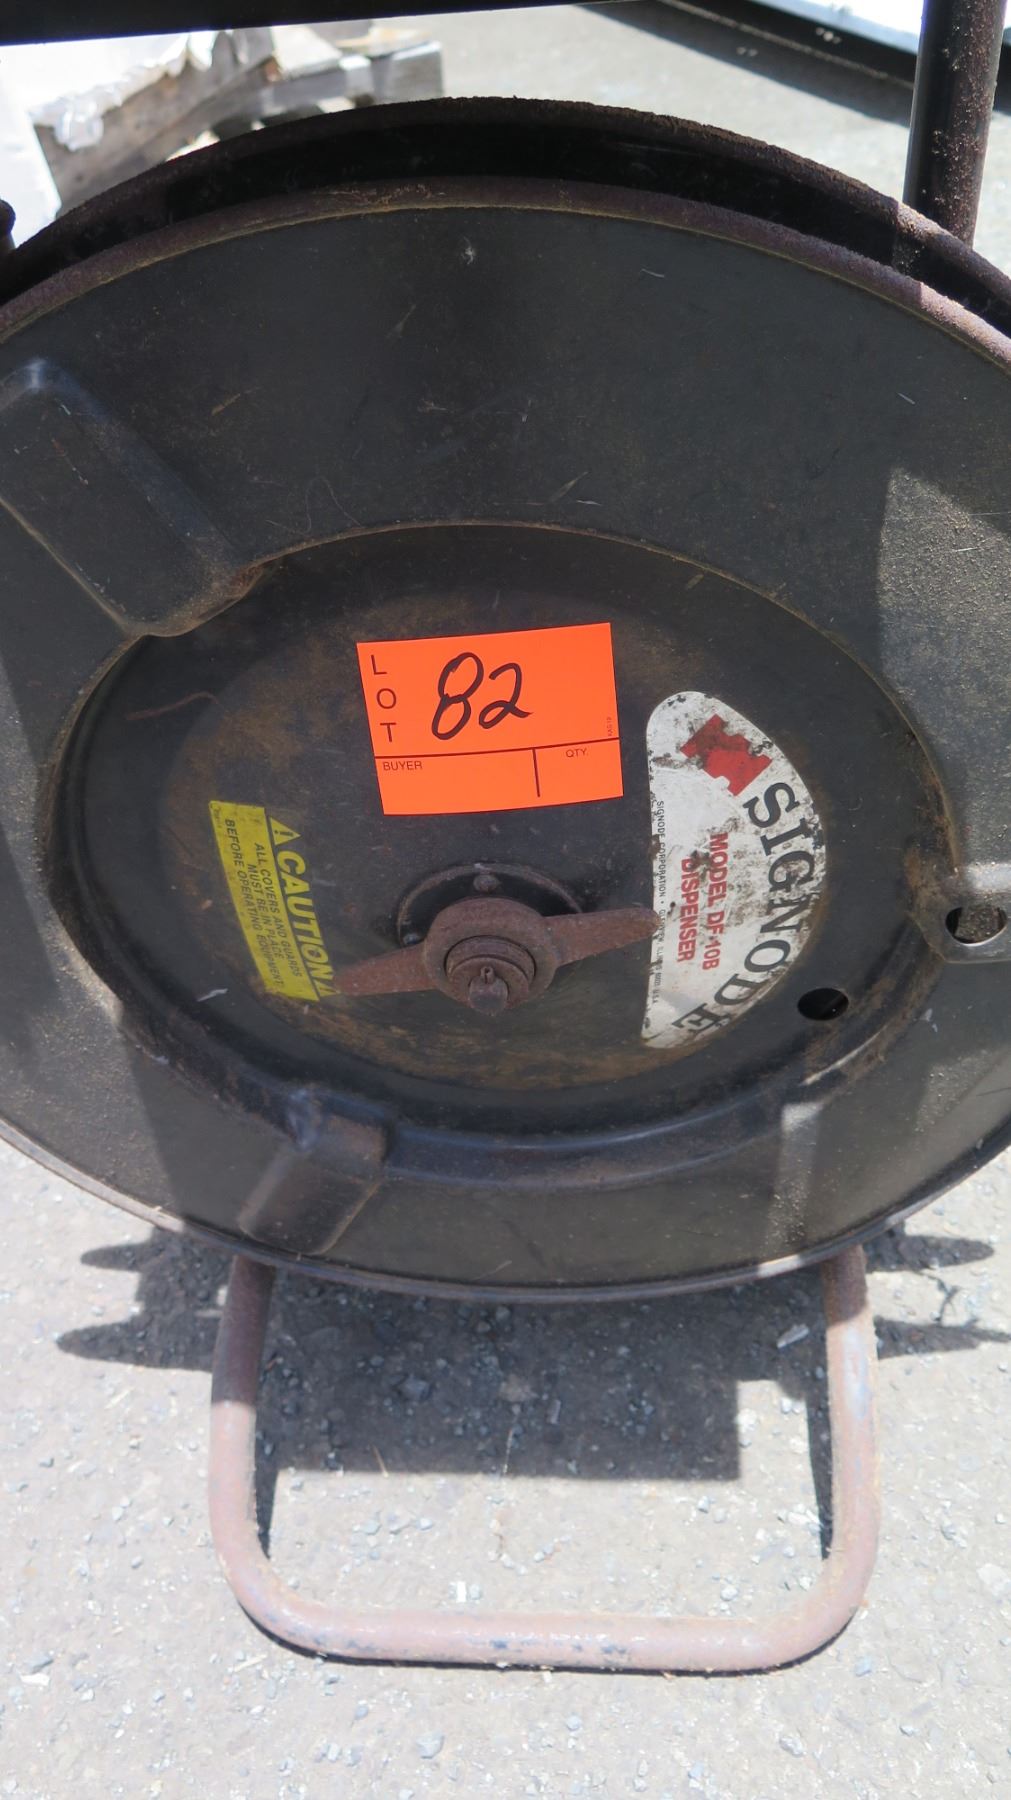 LOT
82
BUYER
QTY.
SIGNODE
MODEL DF-10B
DISPENSER
SIGNODE CORPORATION • ILLINOIS U.S.A.
CAUTION
ALL COVERS AND GUARDS
MUST BE IN PLACE
BEFORE OPERATING EQUIPMENT